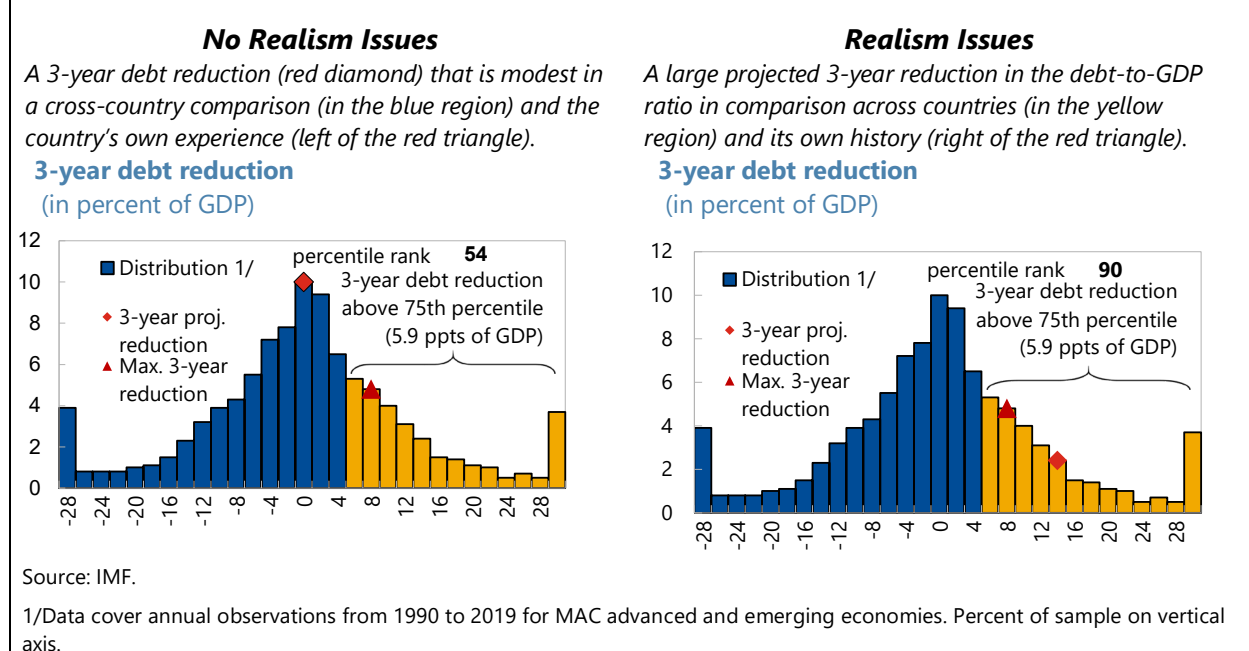 No Realism Issues
A 3-year debt reduction (red diamond) that is modest in
a cross-country comparison (in the blue region) and the
country's own experience (left of the red triangle).
3-year debt reduction
(in percent of GDP)
12
10
8
6
4
2
0
Distribution 1/
3-year proj.
reduction
Max. 3-year
reduction
percentile rank 54
3-year debt reduction
above 75th percentile
(5.9 ppts of GDP)
-28
-24
-20
-16
-12
-8
-4
0
4
8
12
16
20
24
28
Realism Issues
A large projected 3-year reduction in the debt-to-GDP
ratio in comparison across countries (in the yellow
region) and its own history (right of the red triangle).
3-year debt reduction
(in percent of GDP)
12
10
8
6
4
2
0
Distribution 1/
3-year proj.
reduction
Max. 3-year
reduction
percentile rank 90
3-year debt reduction
above 75th percentile
(5.9 ppts of GDP)
-28
-24
-20
-16
-12
-8
-4
0
4
8
12
16
20
24
28
Source: IMF.
1/Data cover annual observations from 1990 to 2019 for MAC advanced and emerging economies. Percent of sample on vertical
axis.